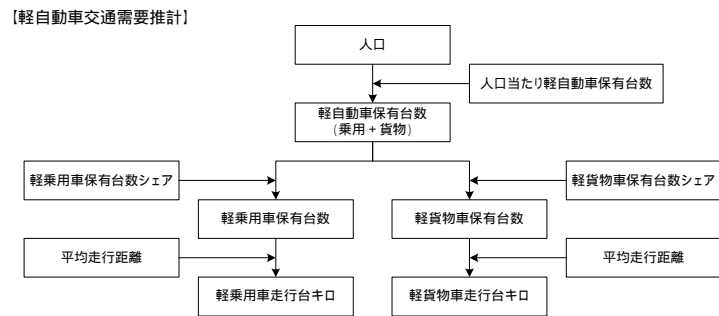 【軽自動車交通需要推計】
人口
人口当たり軽自動車保有台数
軽自動車保有台数
(乗用+貨物)
軽乗用車保有台数シェア
軽貨物車保有台数シェア
軽乗用車保有台数
軽貨物車保有台数
平均走行距離
平均走行距離
軽乗用車走行台キロ
軽貨物車走行台キロ